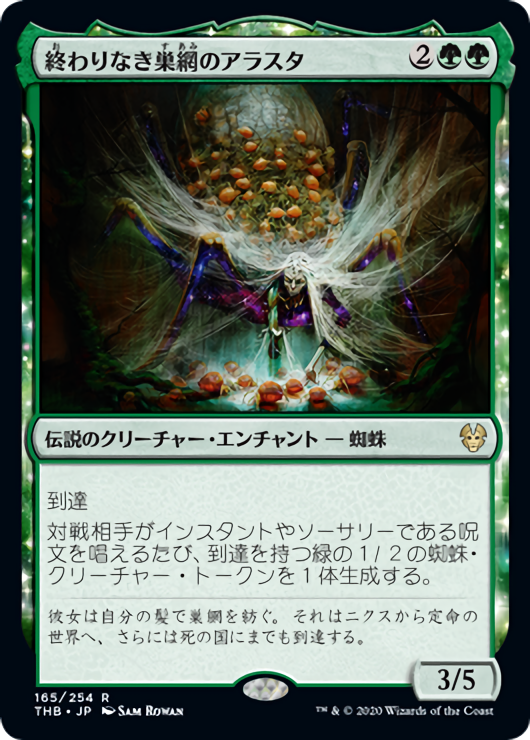 終わりなき巣網のアラスタ 2
伝説のクリーチャー・エンチャント — 蜘蛛
到達
対戦相手がインスタントやソーサリーである呪
文を唱えるたび、到達を持つ緑の1/2の蜘蛛・
クリーチャー・トークンを1体生成する。
彼女は自分の髪で巣網を紡ぐ。それはニクスから定命の
世界へ、さらには死の国にまでも到達する。
3/5
165/254 R
THB • JP Sam Rowan
™ & © 2020 Wizards of the Coast